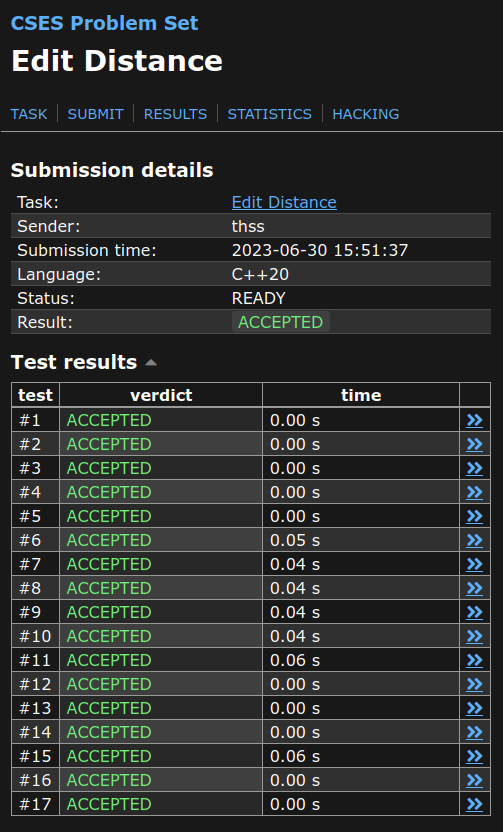 CSES Problem Set
Edit Distance
TASK SUBMIT RESULTS STATISTICS HACKING
Submission details
Task: Edit Distance
Sender: thss
Submission time: 2023-06-30 15:51:37
Language: C++20
Status: READY
Result: ACCEPTED
Test results
test verdict time
#1 ACCEPTED 0.00 s
#2 ACCEPTED 0.00 s
#3 ACCEPTED 0.00 s
#4 ACCEPTED 0.00 s
#5 ACCEPTED 0.00 s
#6 ACCEPTED 0.05 s
#7 ACCEPTED 0.04 s
#8 ACCEPTED 0.04 s
#9 ACCEPTED 0.04 s
#10 ACCEPTED 0.04 s
#11 ACCEPTED 0.06 s
#12 ACCEPTED 0.00 s
#13 ACCEPTED 0.00 s
#14 ACCEPTED 0.00 s
#15 ACCEPTED 0.06 s
#16 ACCEPTED 0.00 s
#17 ACCEPTED 0.00 s